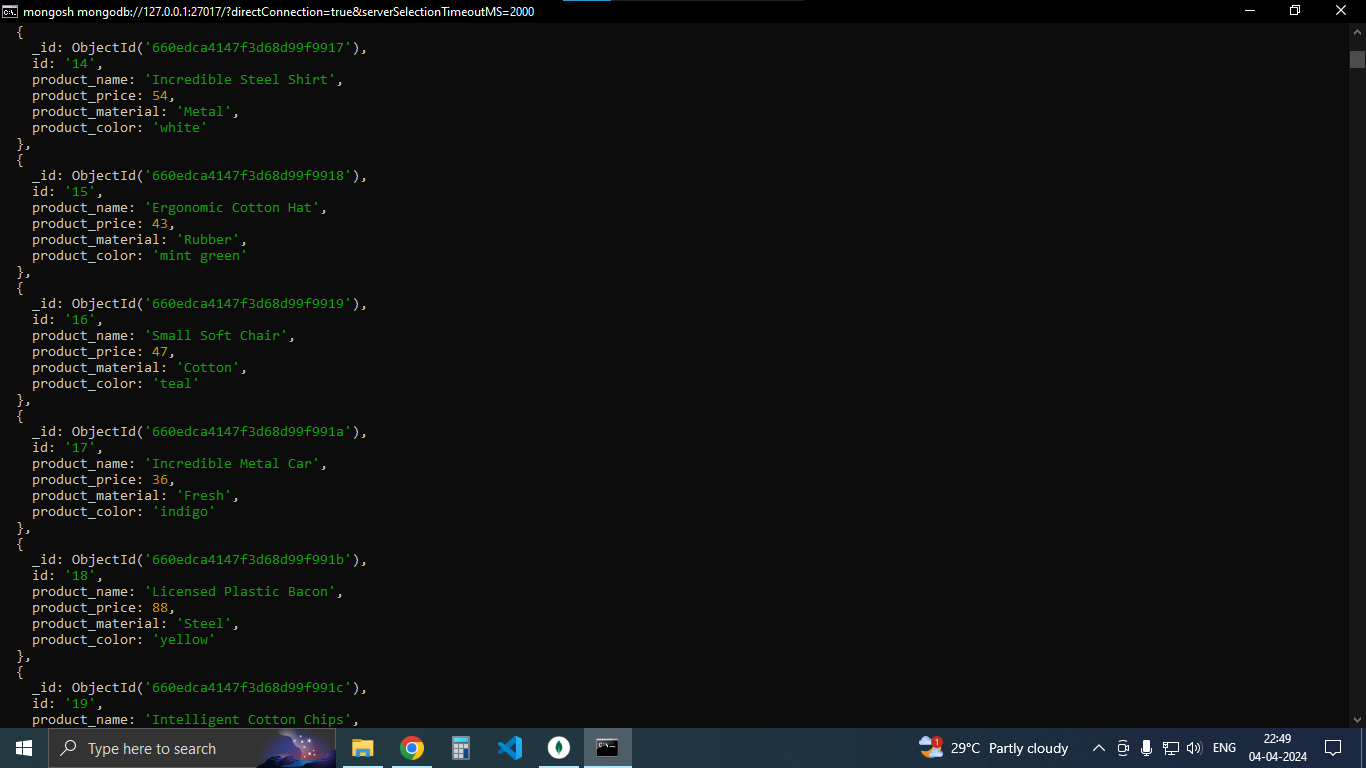 mongosh mongodb://127.0.0.1:27017/?directConnection=true&serverSelectionTimeoutMS=2000
{
_id: ObjectId('660edca4147f3d68d99f9917'),
id: '14',
product_name: 'Incredible Steel Shirt',
product_price: 54,
product_material: 'Metal',
product_color: 'white'
},
{
_id: ObjectId('660edca4147f3d68d99f9918'),
id: '15',
product_name: 'Ergonomic Cotton Hat',
product_price: 43,
product_material: 'Rubber',
product_color: 'mint green'
},
{
_id: ObjectId('660edca4147f3d68d99f9919'),
id: '16',
product_name: 'Small Soft Chair',
product_price: 47,
product_material: 'Cotton',
product_color: 'teal'
},
{
_id: ObjectId('660edca4147f3d68d99f991a'),
id: '17',
product_name: 'Incredible Metal Car',
product_price: 36,
product_material: 'Fresh',
product_color: 'indigo'
},
{
_id: ObjectId('660edca4147f3d68d99f991b'),
id: '18',
product_name: 'Licensed Plastic Bacon',
product_price: 88,
product_material: 'Steel',
product_color: 'yellow'
},
{
_id: ObjectId('660edca4147f3d68d99f991c'),
id: '19',
product_name: 'Intelligent Cotton Chips',
Type here to search
1
29°C Partly cloudy
ENG
22:49
04-04-2024